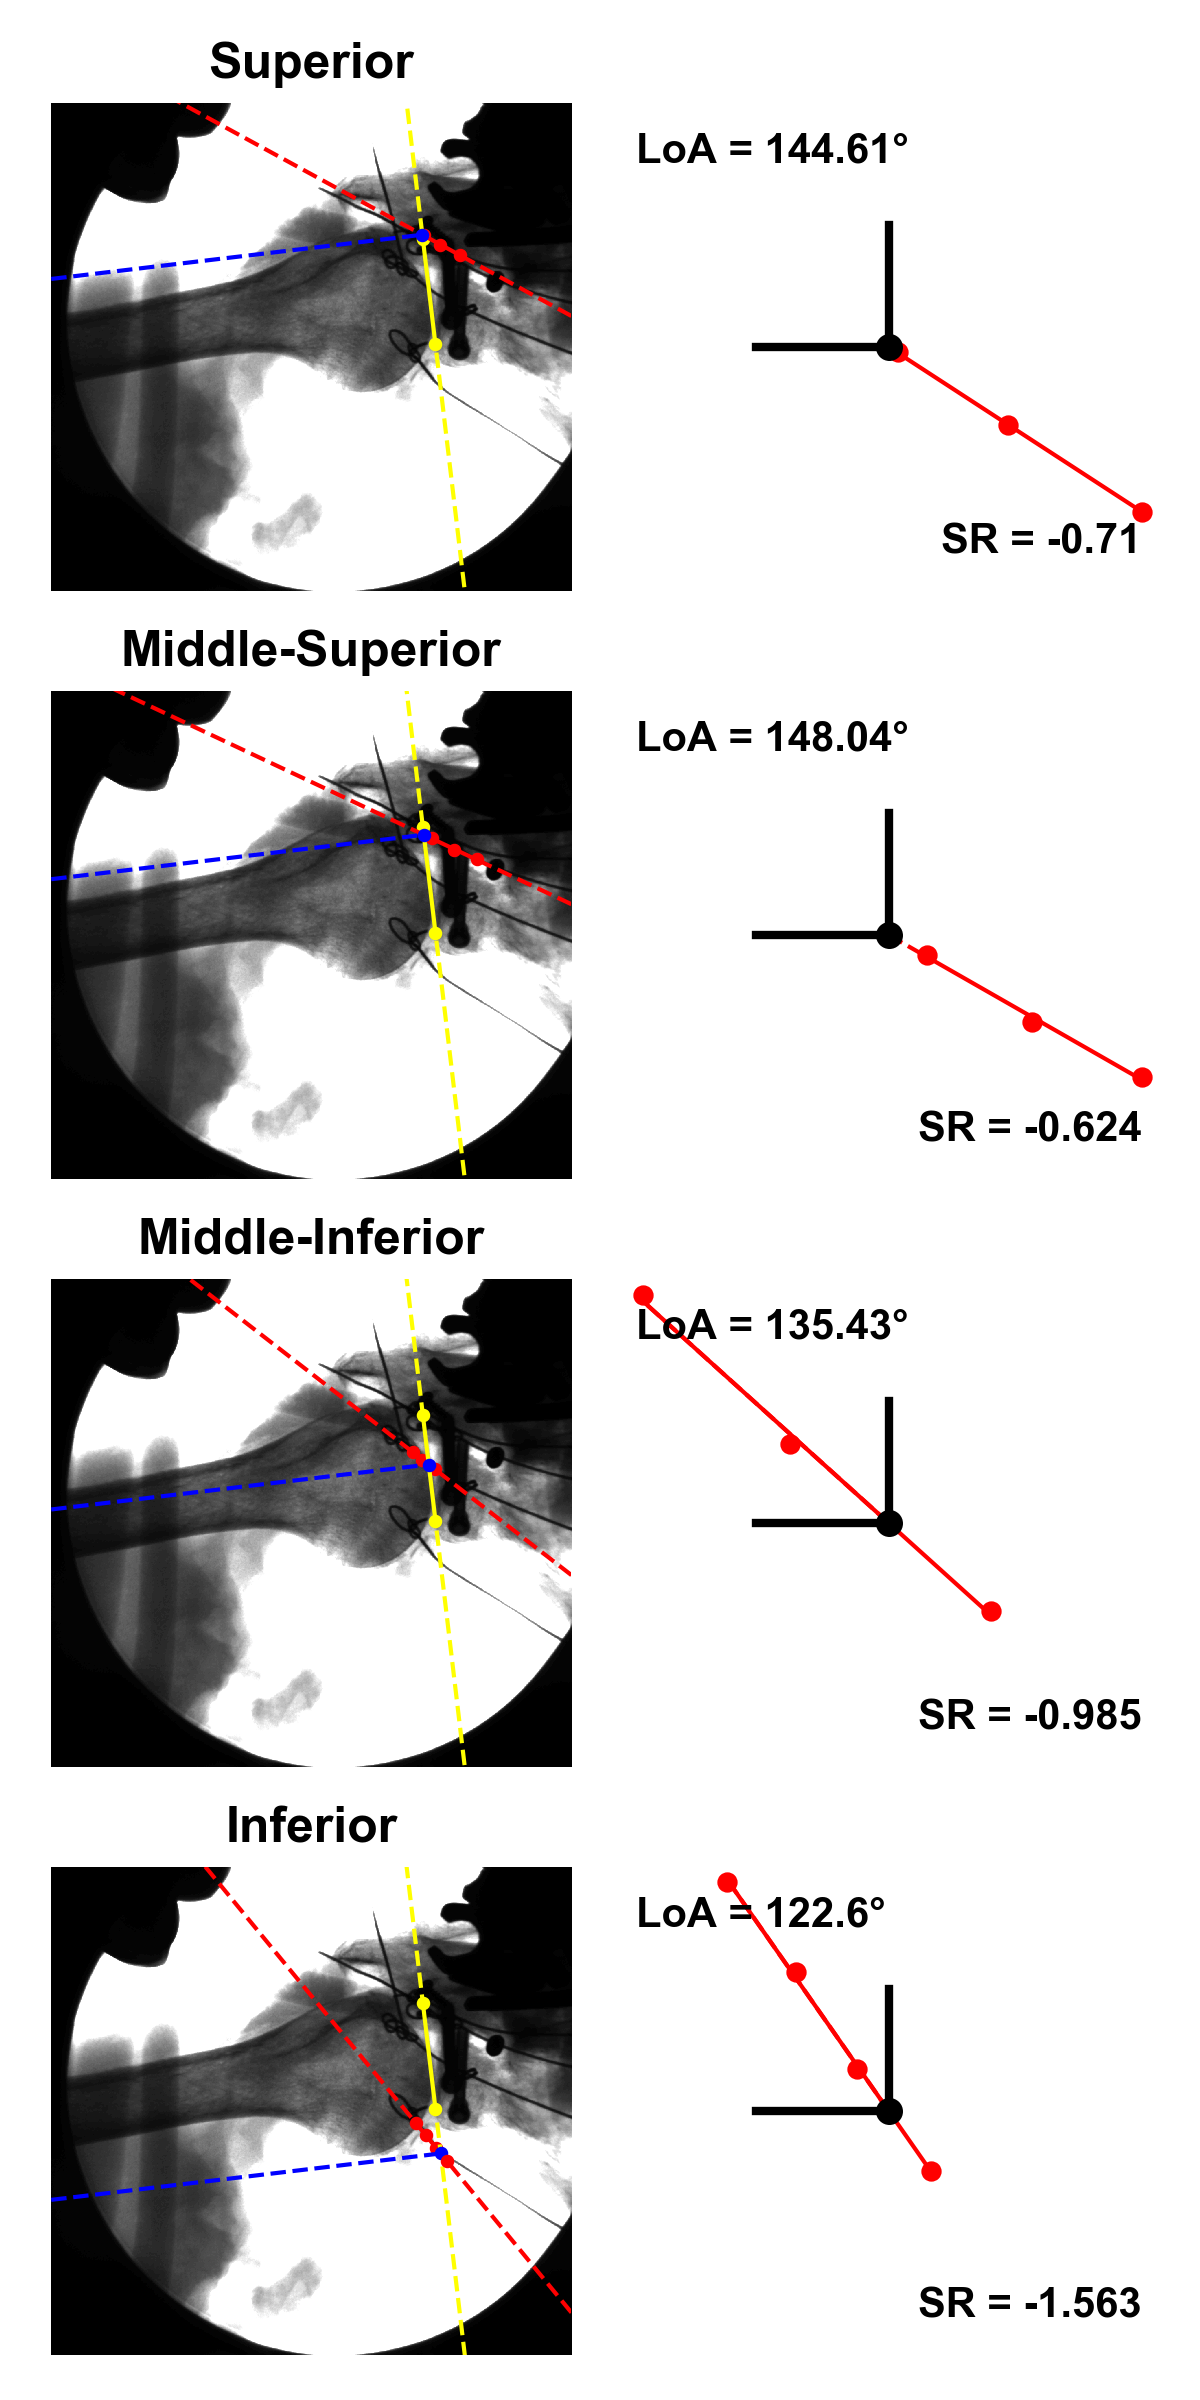 Superior
LoA = 144.61°
SR = -0.71
Middle-Superior
LoA = 148.04°
SR = -0.624
Middle-Inferior
LoA = 135.43°
SR = -0.985
Inferior
LoA = 122.6°
SR = -1.563